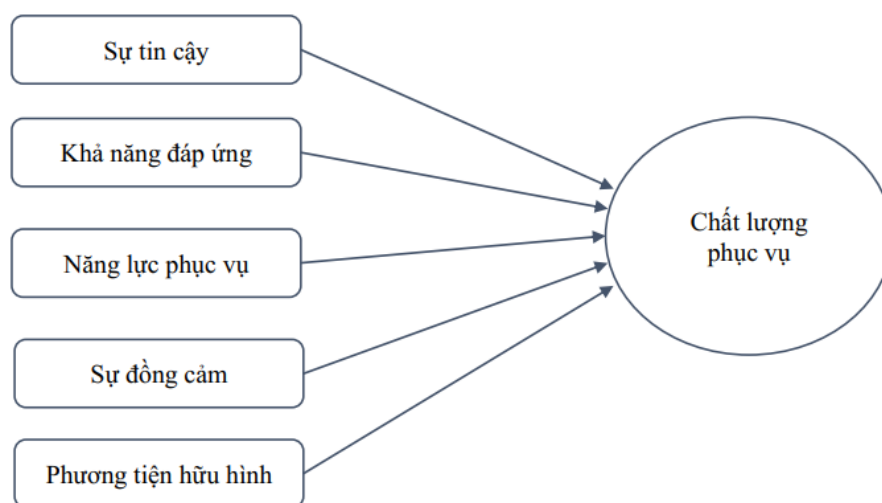 Sự tin cậy
Khả năng đáp ứng
Năng lực phục vụ
Sự đồng cảm
Phương tiện hữu hình
Chất lượng
phục vụ